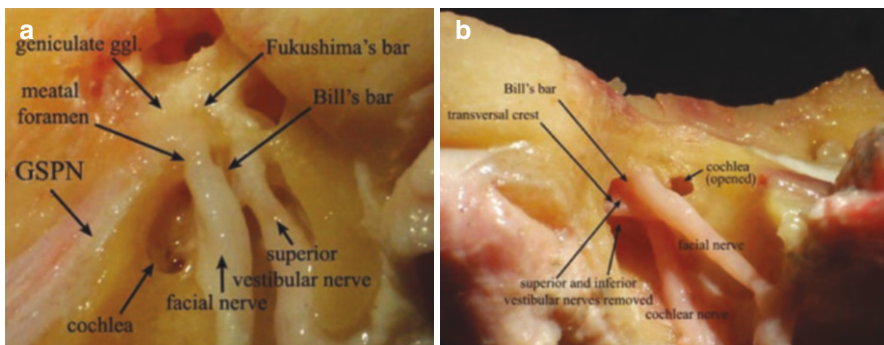 a
geniculate ggl.
Fukushima's bar
meatal
foramen
Bill's bar
GSPN
superior
vestibular nerve
facial nerve
cochlea
b
Bill's bar
transversal crest
cochlea
(opened)
facial nerve
superior and inferior
vestibular nerves removed
cochlear nerve